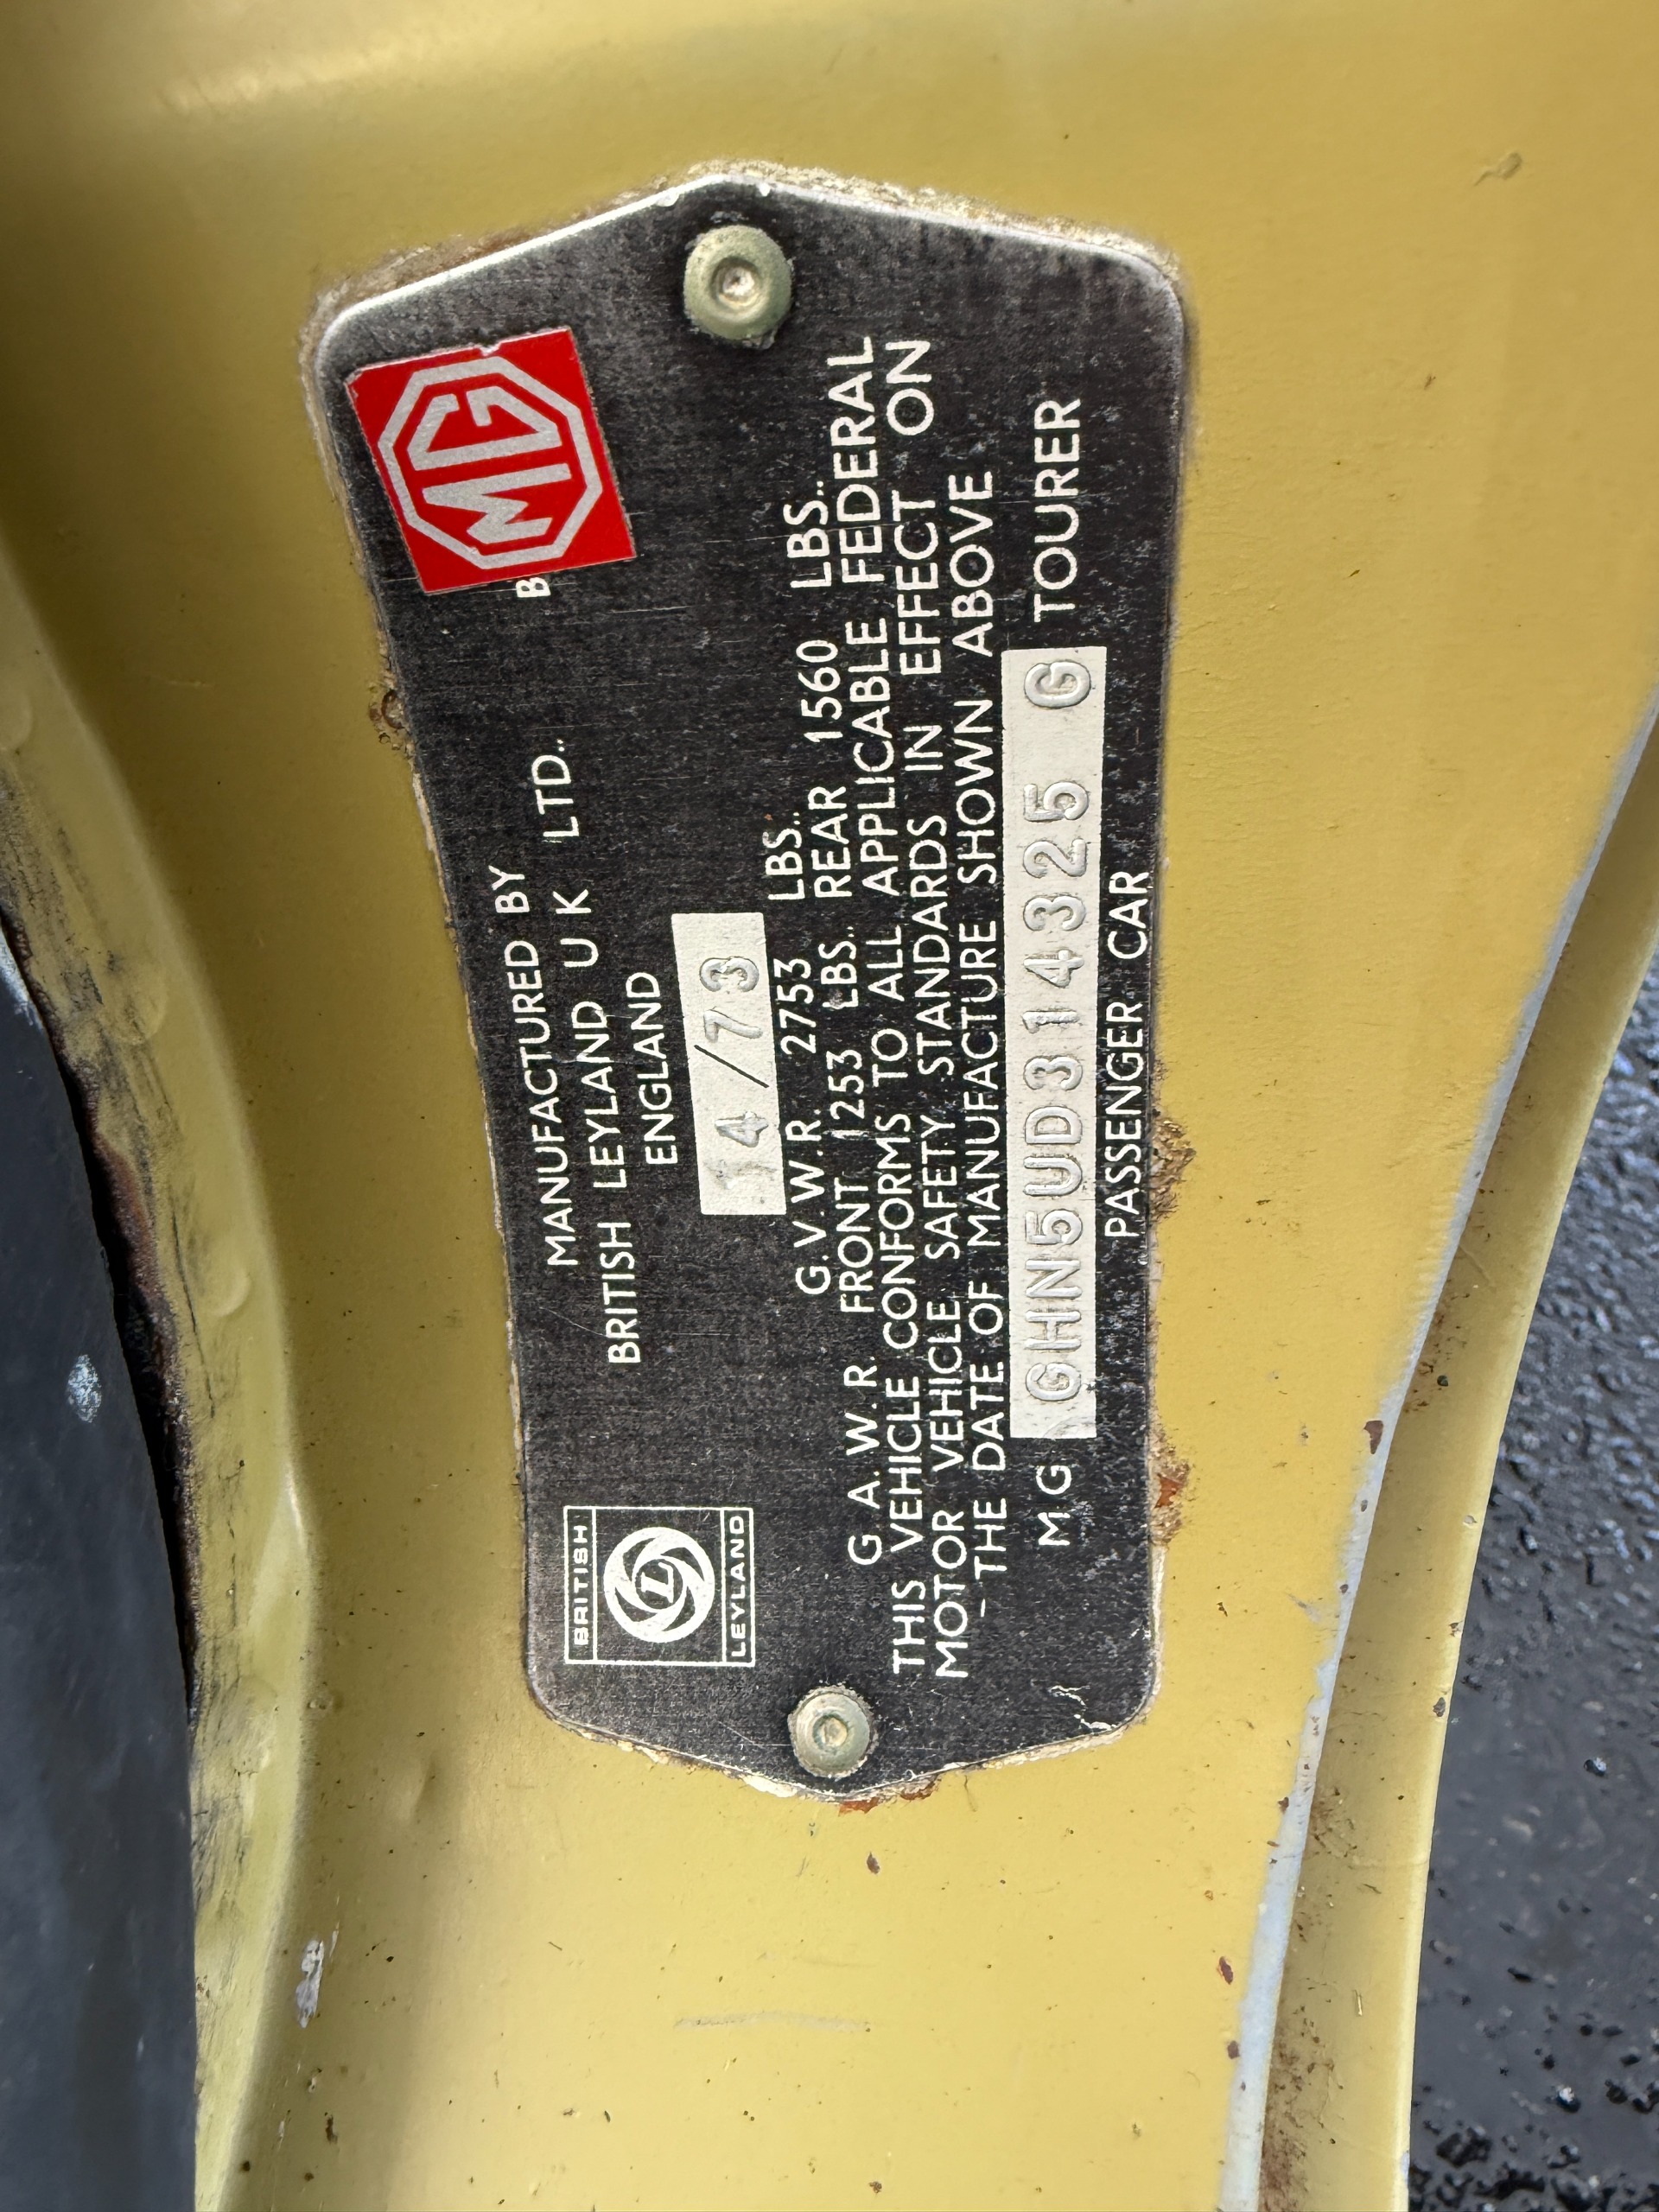 MG
B
MANUFACTURED BY
BRITISH LEYLAND U K LTD..
ENGLAND
BRITISH
L
LEYLAND
4/73
G.V.W.R. 2753 LBS..
G A.W.R FRONT 1253 LBS.. REAR 1560 LBS..
THIS VEHICLE CONFORMS TO ALL APPLICABLE FEDERAL
MOTOR VEHICLE SAFETY STANDARDS IN EFFECT ON
THE DATE OF MANUFACTURE SHOWN ABOVE
MG GHN5UD314325 G TOURER
PASSENGER CAR